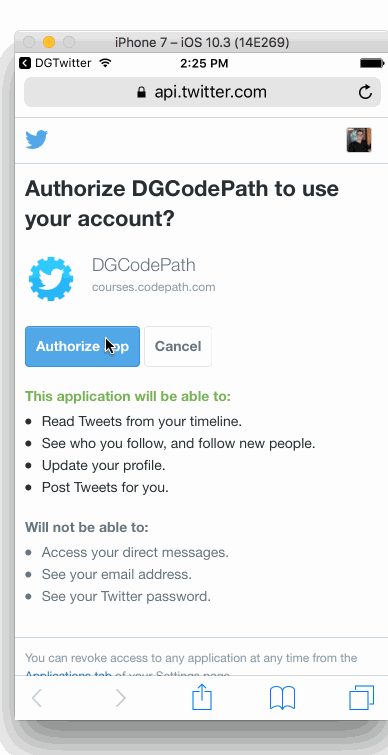 iPhone 7 – iOS 10.3 (14E269)
DGTwitter 2:25 PM
api.twitter.com
Authorize DGCodePath to use
your account?
DGCodePath
courses.codepath.com
Authorize pp Cancel
This application will be able to:
Read Tweets from your timeline.
See who you follow, and follow new people.
Update your profile.
Post Tweets for you.
Will not be able to:
Access your direct messages.
See your email address.
See your Twitter password.
You can revoke access to any application at any time from the
Applications tab of your Settings page